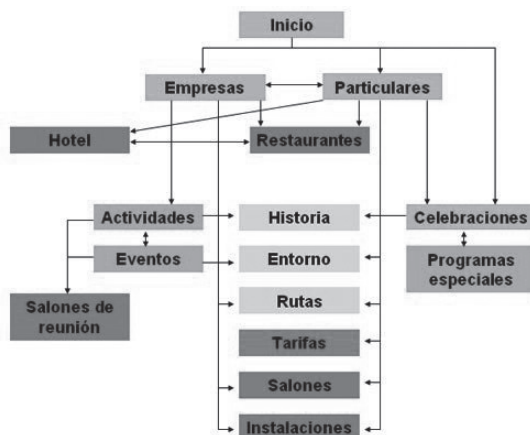 Inicio
Empresas
Particulares
Hotel
Restaurantes
Actividades
Historia
Celebraciones
Eventos
Entorno
Programas
especiales
Salones de
reunión
Rutas
Tarifas
Salones
Instalaciones